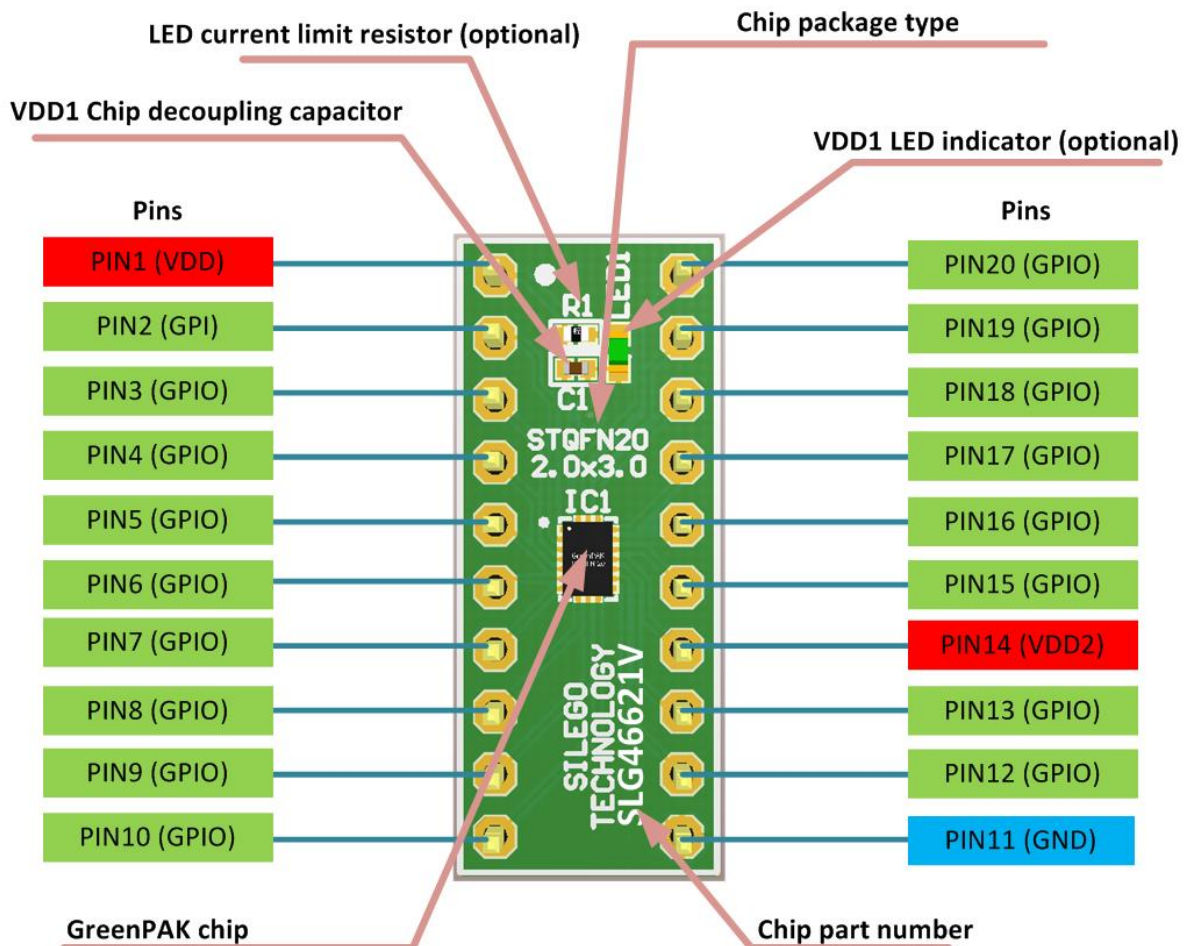 LED current limit resistor (optional)
Chip package type
VDD1 Chip decoupling capacitor
VDD1 LED indicator (optional)
Pins
PIN1 (VDD)
PIN2 (GPI)
PIN3 (GPIO)
PIN4 (GPIO)
PIN5 (GPIO)
PIN6 (GPIO)
PIN7 (GPIO)
PIN8 (GPIO)
PIN9 (GPIO)
PIN10 (GPIO)
R1
LED1
C1
STQFN20
2.0x3.0
IC1
GreenPAK
SILEGO
TECHNOLOGY
SLG46621V
Pins
PIN20 (GPIO)
PIN19 (GPIO)
PIN18 (GPIO)
PIN17 (GPIO)
PIN16 (GPIO)
PIN15 (GPIO)
PIN14 (VDD2)
PIN13 (GPIO)
PIN12 (GPIO)
PIN11 (GND)
GreenPAK chip
Chip part number